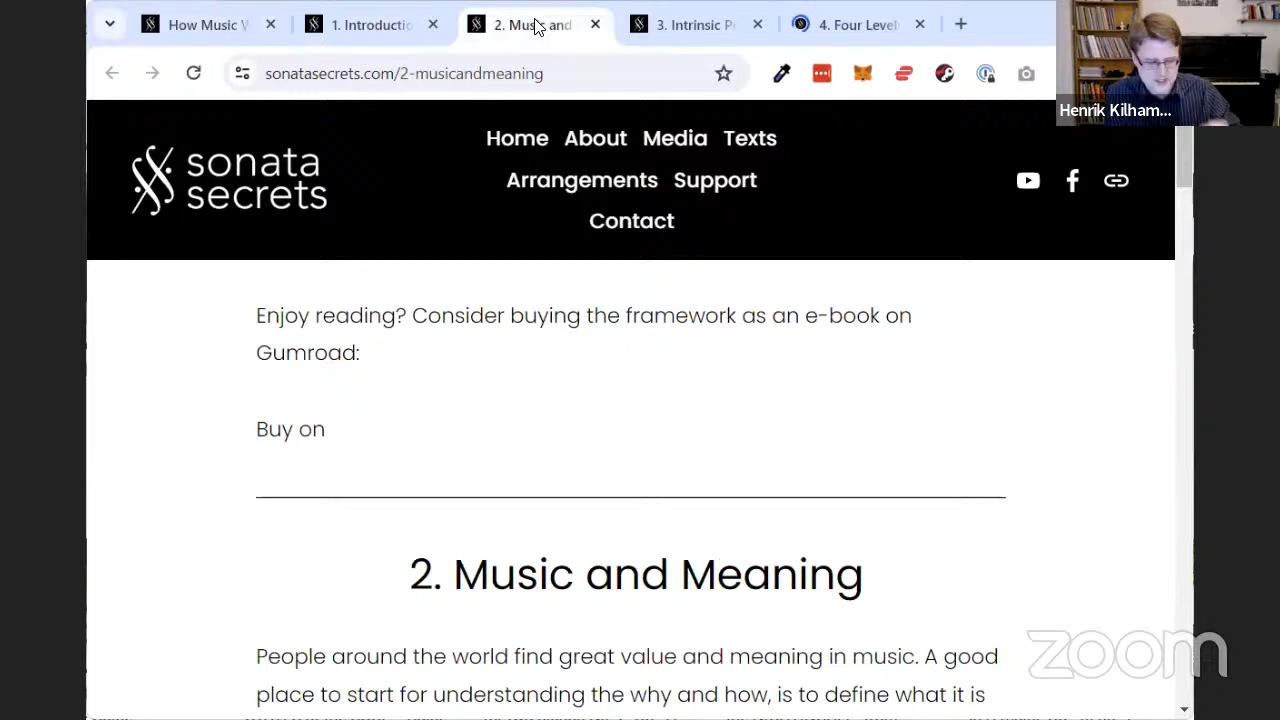 How Music V
1. Introductio
2. Music and
3. Intrinsic P
4. Four Level
sonatasecrets.com/2-musicandmeaning
Henrik Kilham...
sonata
secrets
Home About Media Texts
Arrangements Support
Contact
Enjoy reading? Consider buying the framework as an e-book on
Gumroad:
Buy on
2. Music and Meaning
People around the world find great value and meaning in music. A good
place to start for understanding the why and how, is to define what it is
zoom